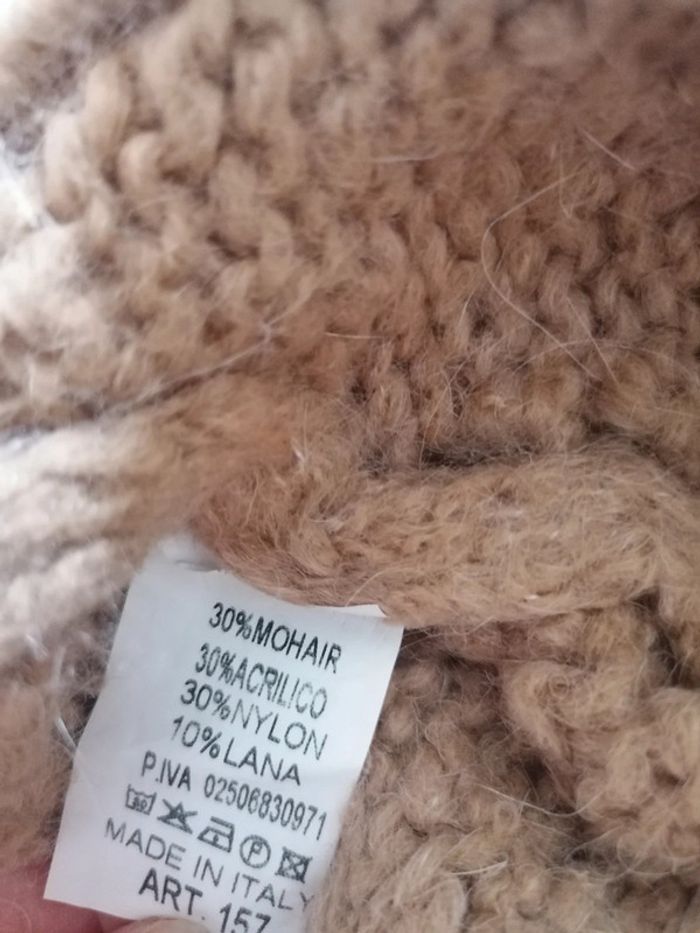 30%MOHAIR
30%ACRILICO
30%NYLON
10%LANA
P.IVA 02506830971
MADE IN ITALY
ART. 157